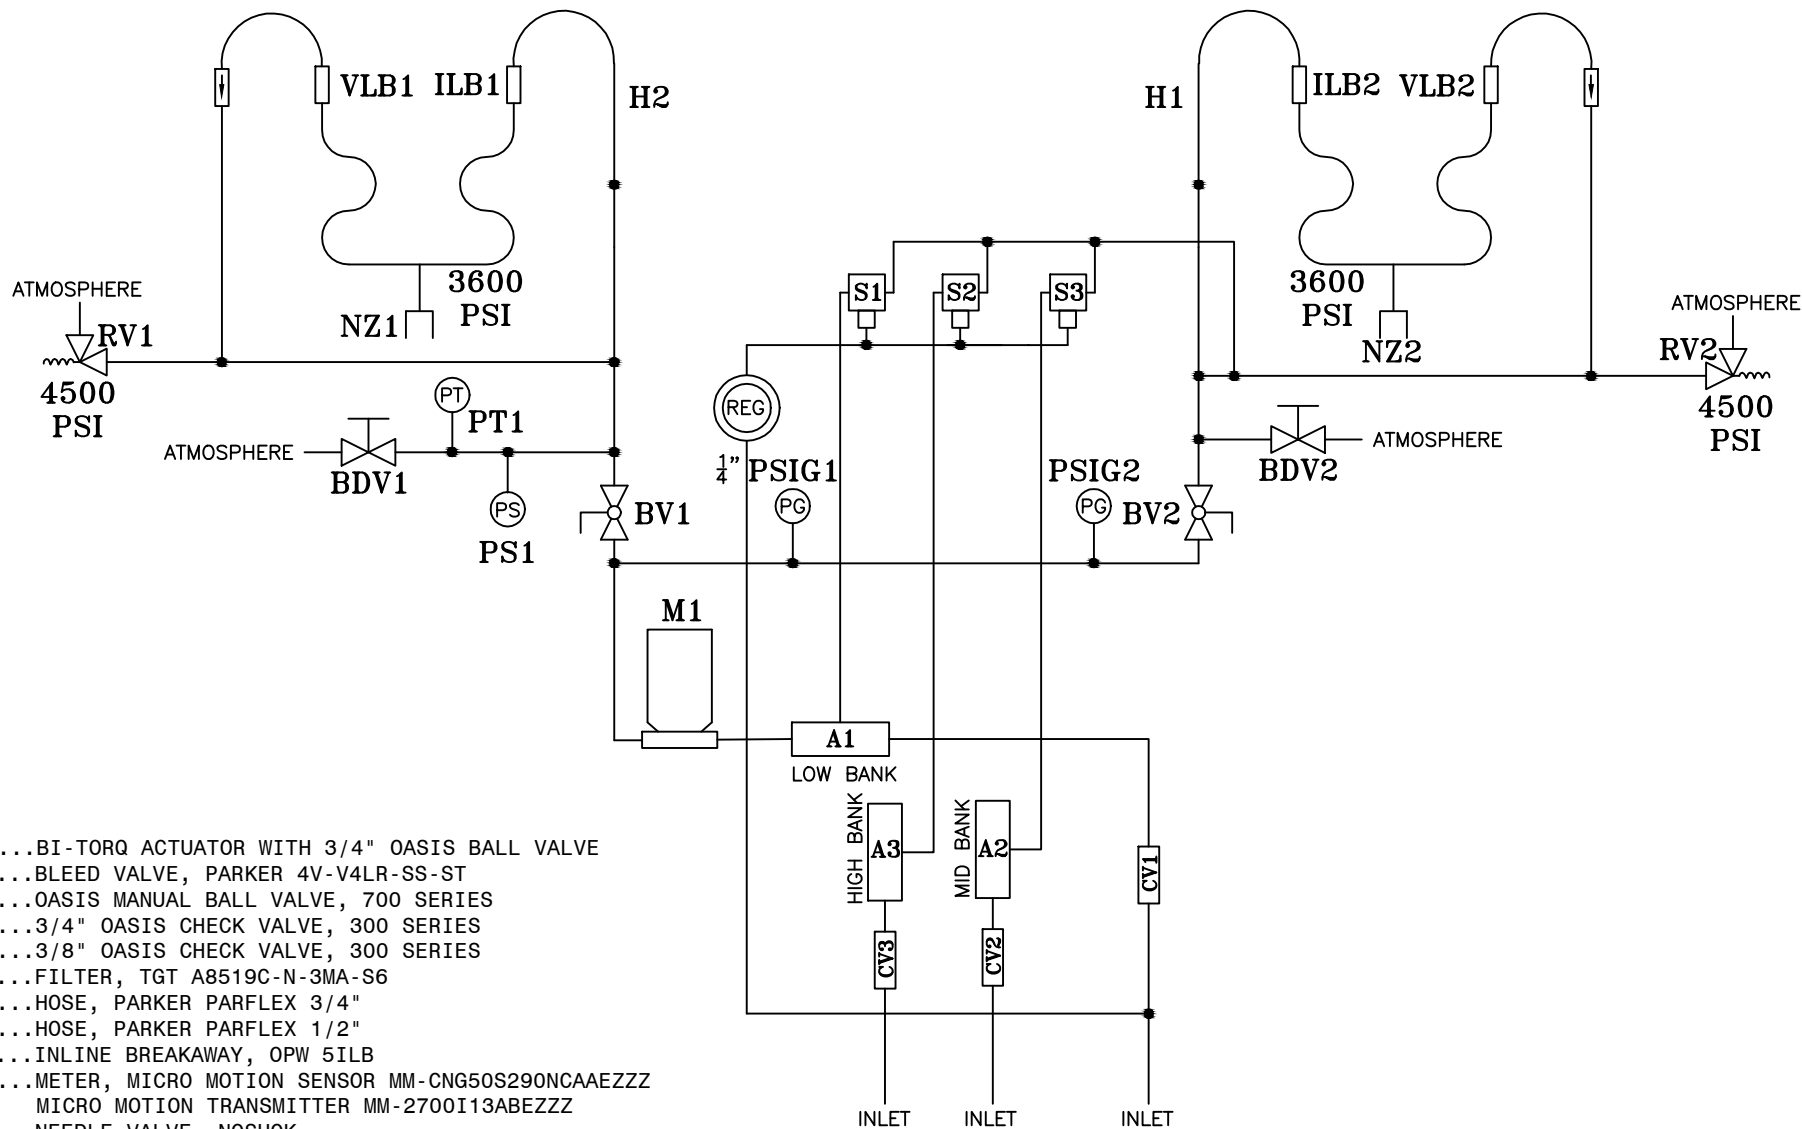 VLB1
ILB1
H2
H1
ILB2
VLB2
ATMOSPHERE
RV1
4500
PSI
NZ1
3600
PSI
S1
S2
S3
3600
PSI
NZ2
ATMOSPHERE
RV2
4500
PSI
PT
PT1
ATMOSPHERE
BDV1
PS
PS1
BV1
REG
1/4"
PSIG1
PG
PSIG2
PG
BV2
BDV2
ATMOSPHERE
M1
A1
LOW BANK
HIGH BANK
A3
MID BANK
A2
CV1
CV3
CV2
INLET
INLET
INLET
...BI-TORQ ACTUATOR WITH 3/4" OASIS BALL VALVE
...BLEED VALVE, PARKER 4V-V4LR-SS-ST
...OASIS MANUAL BALL VALVE, 700 SERIES
...3/4" OASIS CHECK VALVE, 300 SERIES
...3/8" OASIS CHECK VALVE, 300 SERIES
...FILTER, TGT A8519C-N-3MA-S6
...HOSE, PARKER PARFLEX 3/4"
...HOSE, PARKER PARFLEX 1/2"
...INLINE BREAKAWAY, OPW 5ILB
...METER, MICRO MOTION SENSOR MM-CNG50S290NCAAEZZZ
MICRO MOTION TRANSMITTER MM-2700I13ABEZZZ
NEEDLE VALVE, NOSHOK